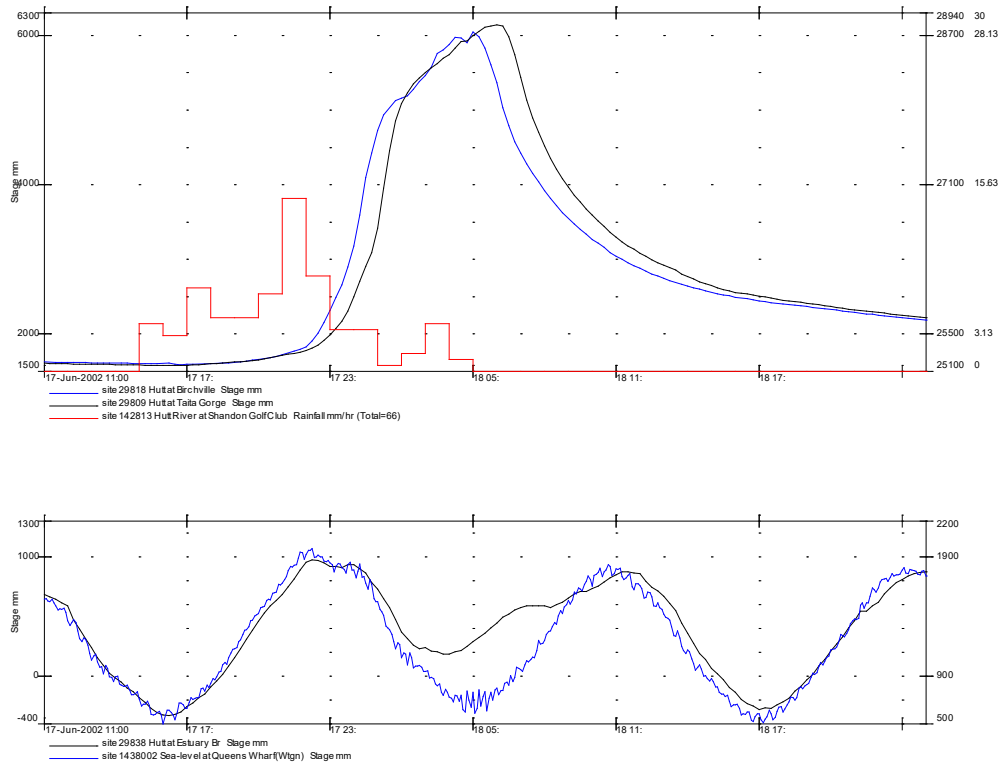 6300
28940 30
6000
28700 28.13
Stage mm
4000
27100 15.63
2000
25500 3.13
1500
25100 0
17-Jun-2002 11:00 17 17: 17 23: 18 05: 18 11: 18 17:
site 29818 Hutt at Birchville Stage mm
site 29809 Hutt at Taita Gorge Stage mm
site 142813 Hutt River at Shandon Golf Club Rainfall mm/hr (Total=66)
1300
2200
1000
1900
Stage mm
0
900
-400
500
17-Jun-2002 11:00 17 17: 17 23: 18 05: 18 11: 18 17:
site 29838 Hutt at Estuary Br Stage mm
site 1438002 Sea-level at Queens Wharf(Wtgn) Stage mm